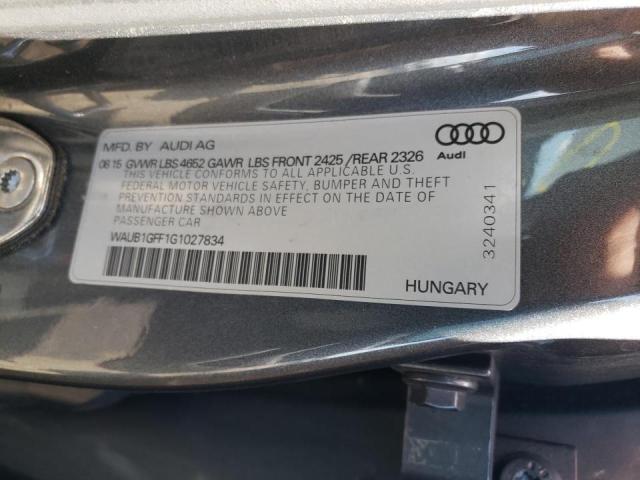 MFD. BY AUDI AG
06 15 GVWR LBS 4652 GAWR LBS FRONT 2425 /REAR 2326
THIS VEHICLE CONFORMS TO ALL APPLICABLE U.S.
FEDERAL MOTOR VEHICLE SAFETY, BUMPER AND THEFT
PREVENTION STANDARDS IN EFFECT ON THE DATE OF
MANUFACTURE SHOWN ABOVE
PASSENGER CAR
WAUB1GFF1G1027834
HUNGARY
Audi
3240341